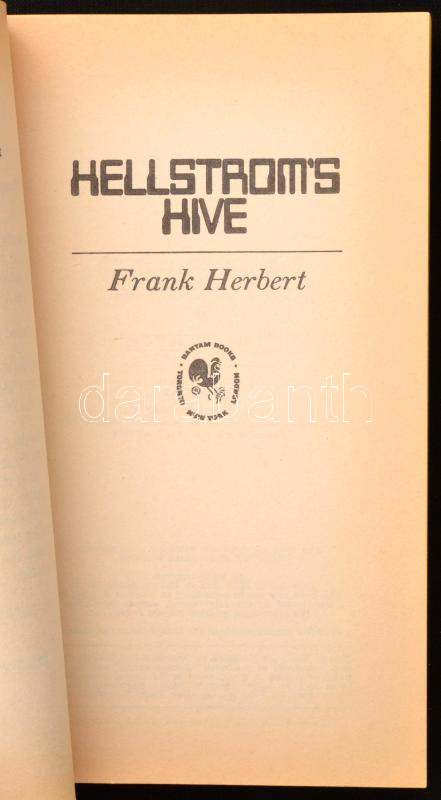 HELLSTROM'S
HIVE
Frank Herbert
BANTAM BOOKS
TORONTO • NEW YORK • LONDON
darabanth